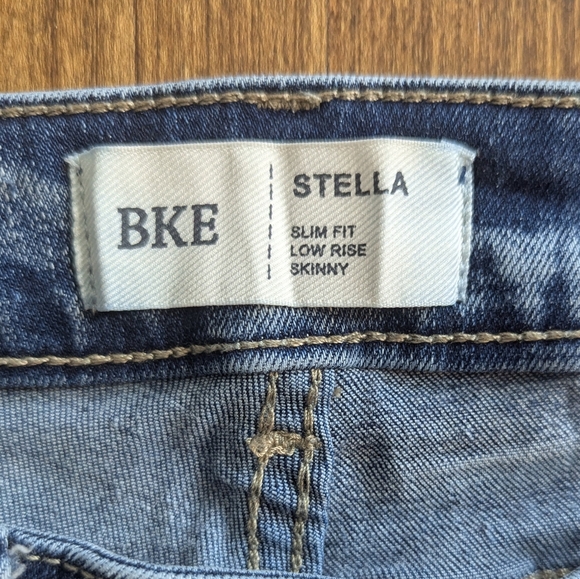 BKE
STELLA
SLIM FIT
LOW RISE
SKINNY